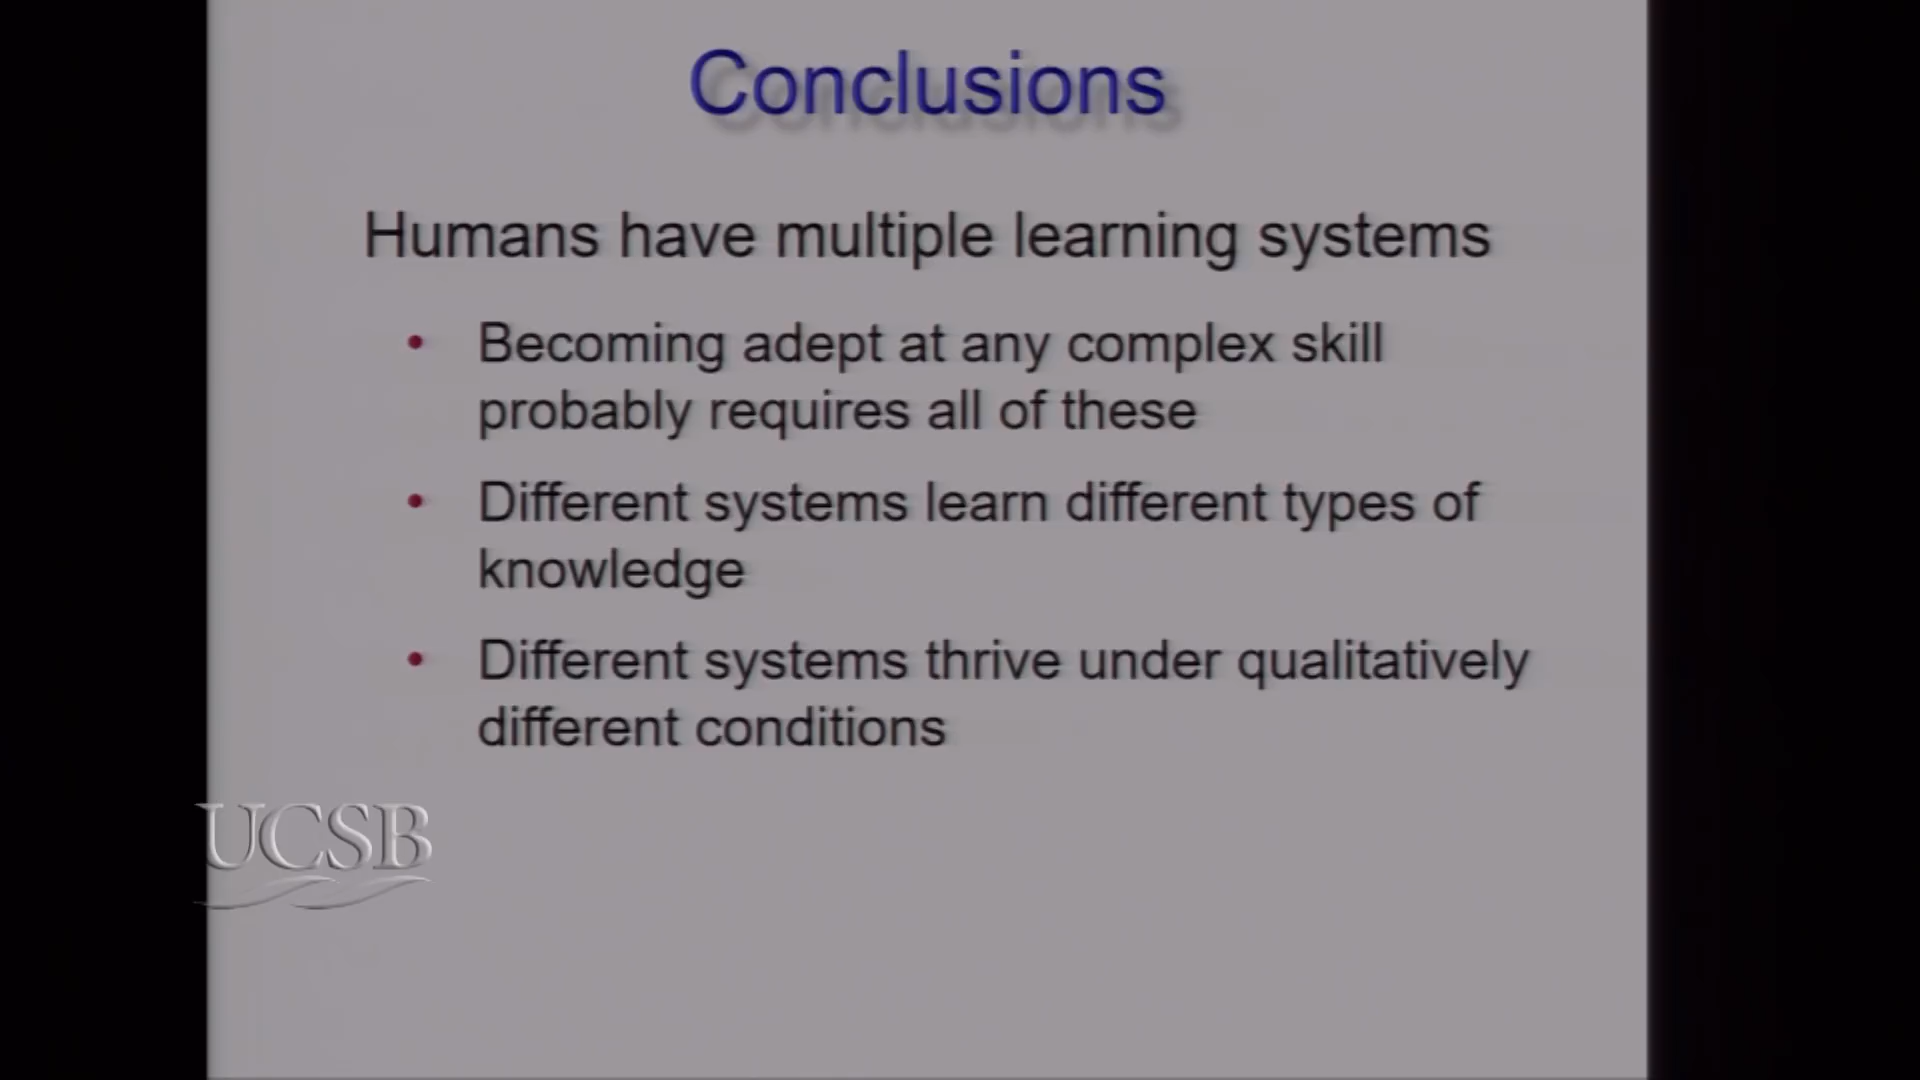 Conclusions
Humans have multiple learning systems
• Becoming adept at any complex skill
probably requires all of these
• Different systems learn different types of
knowledge
• Different systems thrive under qualitatively
different conditions
UCSB